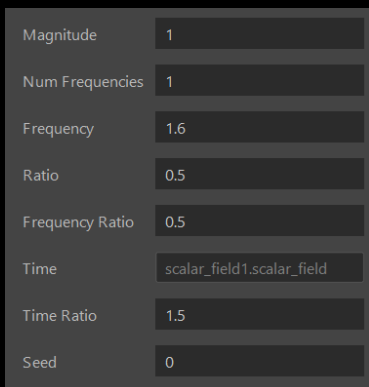 Magnitude 1
Num Frequencies 1
Frequency 1.6
Ratio 0.5
Frequency Ratio 0.5
Time scalar_field1.scalar_field
Time Ratio 1.5
Seed 0